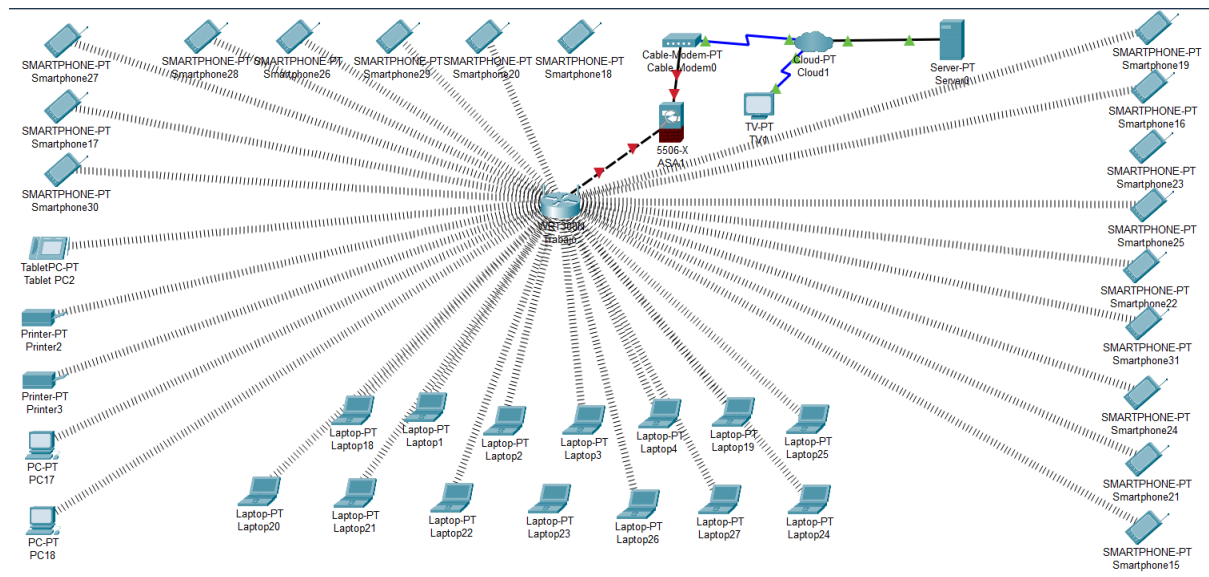 SMARTPHONE-PT
Smartphone27
SMARTPHONE-PT
Smartphone28
SMARTPHONE-PT
Smartphone26
SMARTPHONE-PT
Smartphone29
SMARTPHONE-PT
Smartphone20
SMARTPHONE-PT
Smartphone18
Cable-Modem-PT
Cable Modem0
Cloud-PT
Cloud1
Server-PT
Server0
SMARTPHONE-PT
Smartphone19
SMARTPHONE-PT
Smartphone17
5506-X
ASA1
TV-PT
TV1
SMARTPHONE-PT
Smartphone16
SMARTPHONE-PT
Smartphone30
SMARTPHONE-PT
Smartphone23
WRT300N
Trabajo
SMARTPHONE-PT
Smartphone25
TabletPC-PT
Tablet PC2
SMARTPHONE-PT
Smartphone22
Printer-PT
Printer2
SMARTPHONE-PT
Smartphone31
Printer-PT
Printer3
SMARTPHONE-PT
Smartphone24
PC-PT
PC17
Laptop-PT
Laptop18
Laptop-PT
Laptop1
Laptop-PT
Laptop2
Laptop-PT
Laptop3
Laptop-PT
Laptop4
Laptop-PT
Laptop19
Laptop-PT
Laptop25
SMARTPHONE-PT
Smartphone21
PC-PT
PC18
Laptop-PT
Laptop20
Laptop-PT
Laptop21
Laptop-PT
Laptop22
Laptop-PT
Laptop23
Laptop-PT
Laptop26
Laptop-PT
Laptop27
Laptop-PT
Laptop24
SMARTPHONE-PT
Smartphone15